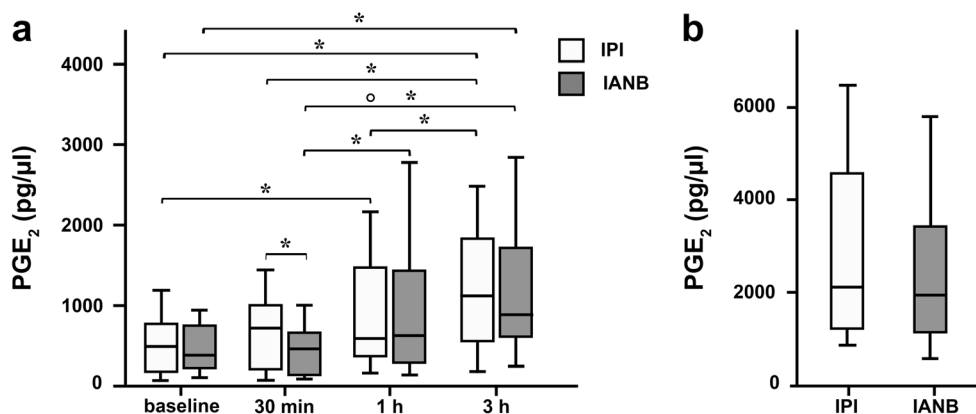 a
PGE2 (pg/µl)
4000
3000
2000
1000
0
*
*
*
*
*
*
*
*
IPI
IANB
baseline
30 min
1 h
3 h
b
PGE2 (pg/µl)
6000
4000
2000
0
IPI
IANB